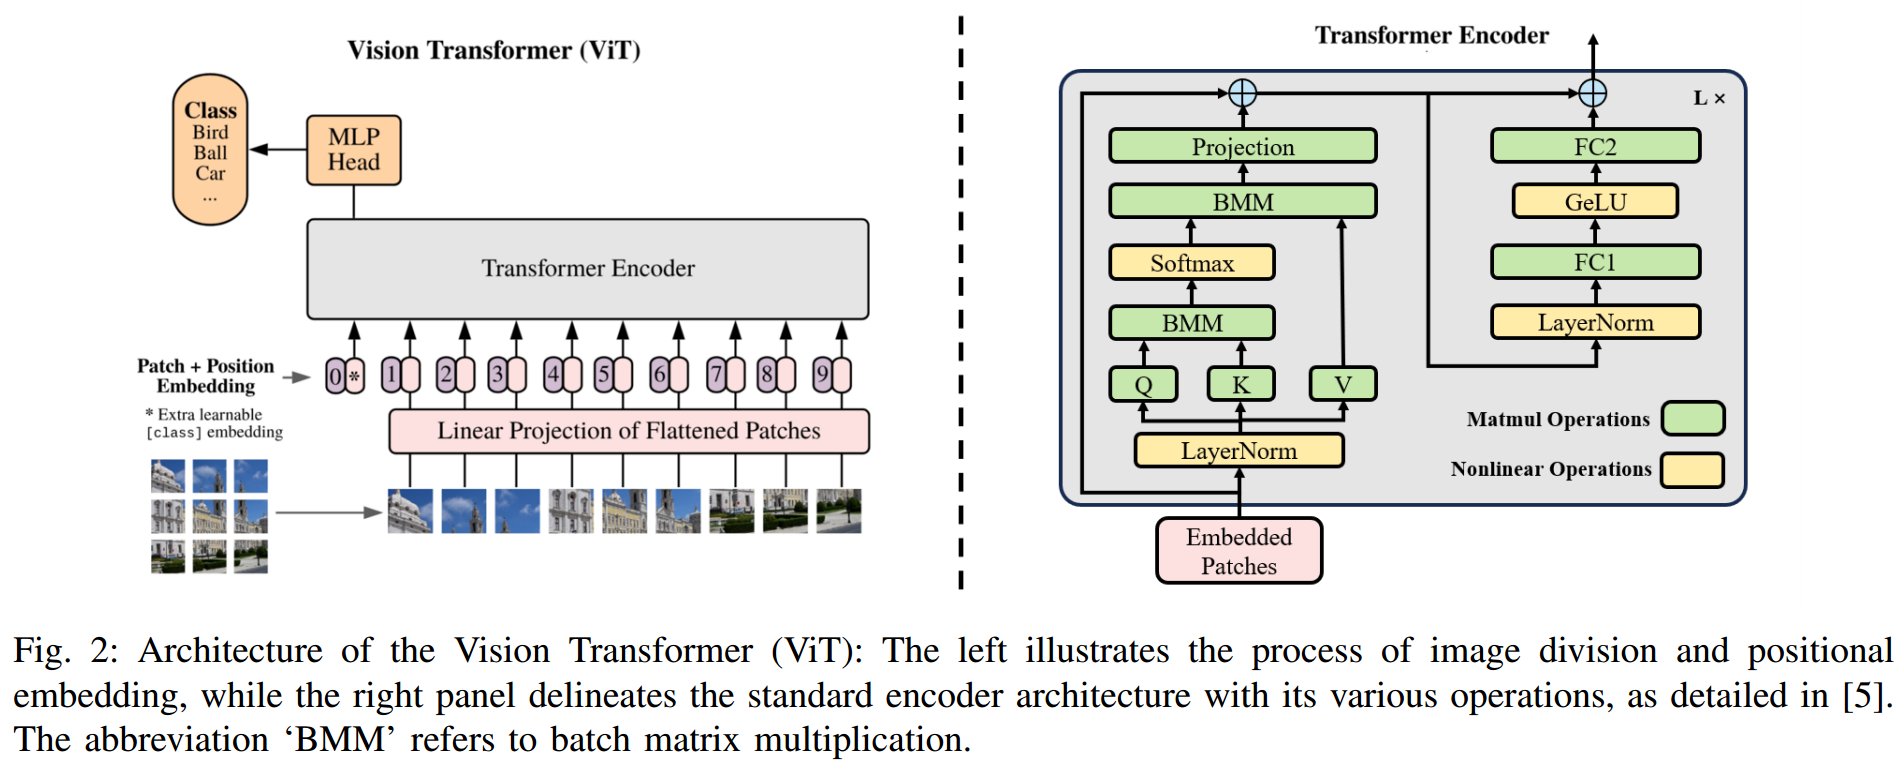 Vision Transformer (ViT)
Class
Bird
Ball
Car
...
MLP
Head
Transformer Encoder
Patch + Position
Embedding
0 * 1 2 3 4 5 6 7 8 9
* Extra learnable
[class] embedding
Linear Projection of Flattened Patches
Transformer Encoder
L ×
Projection
BMM
Softmax
BMM
Q K V
LayerNorm
FC2
GeLU
FC1
LayerNorm
Matmul Operations
Nonlinear Operations
Embedded
Patches
Fig. 2: Architecture of the Vision Transformer (ViT): The left illustrates the process of image division and positional
embedding, while the right panel delineates the standard encoder architecture with its various operations, as detailed in [5].
The abbreviation ‘BMM’ refers to batch matrix multiplication.